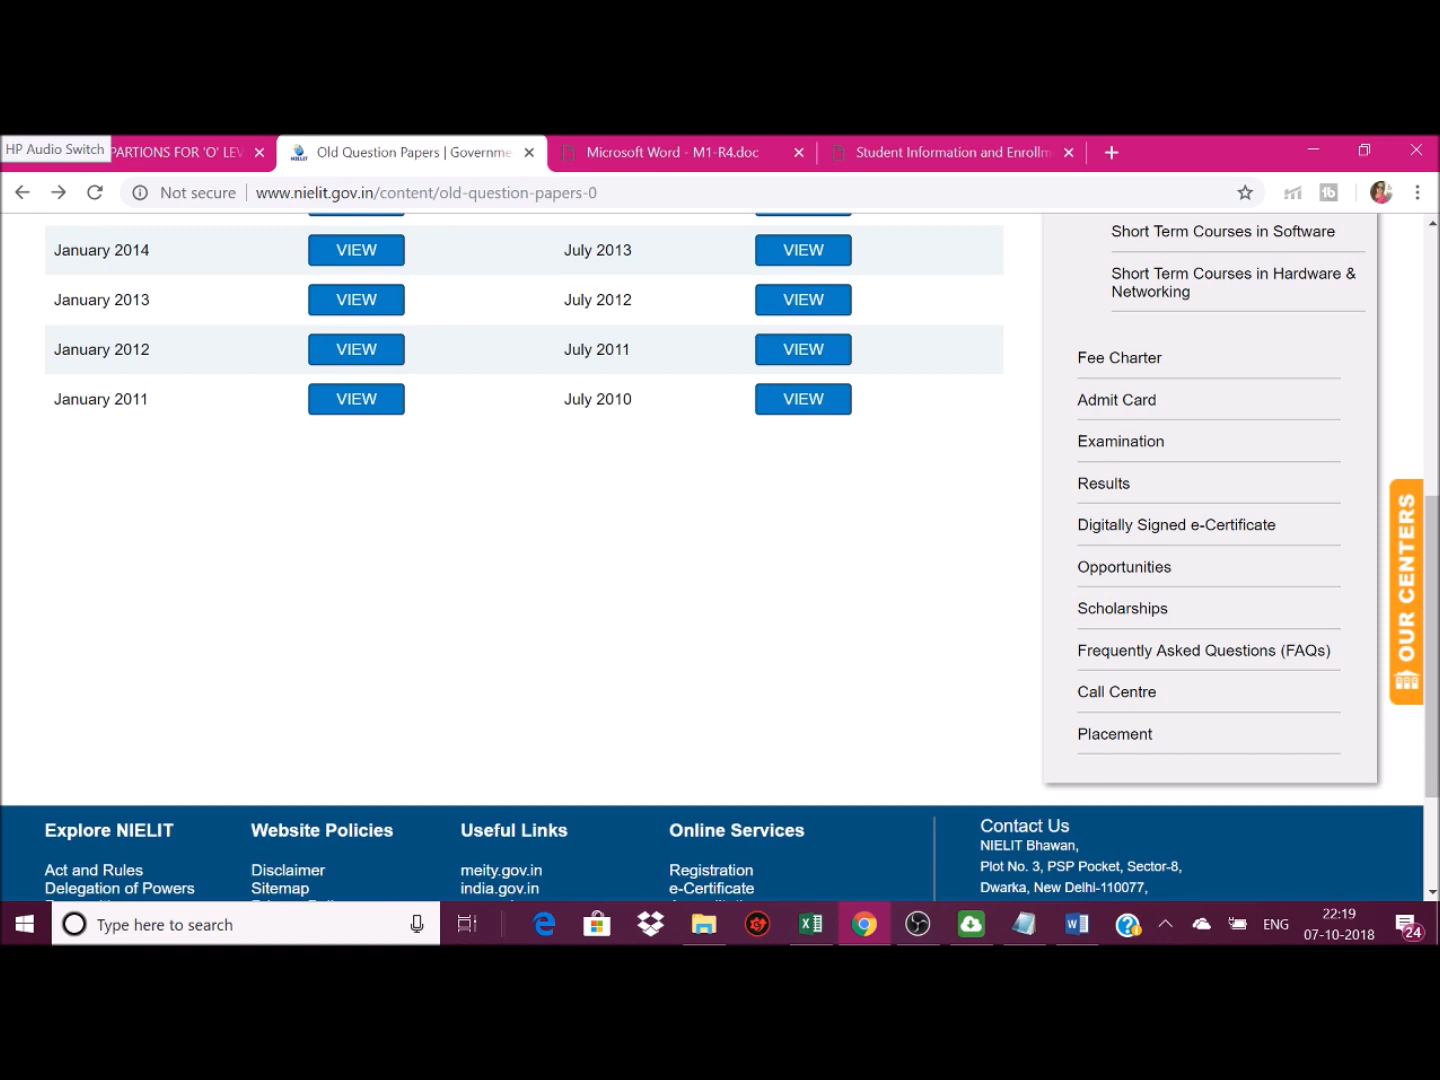 HP Audio Switch
PARTIONS FOR 'O' LEV
Old Question Papers | Governme
Microsoft Word - M1-R4.doc
Student Information and Enrollm
Not secure
www.nielit.gov.in/content/old-question-papers-0
January 2014 VIEW July 2013 VIEW
January 2013 VIEW July 2012 VIEW
January 2012 VIEW July 2011 VIEW
January 2011 VIEW July 2010 VIEW
Short Term Courses in Software
Short Term Courses in Hardware &
Networking
Fee Charter
Admit Card
Examination
Results
Digitally Signed e-Certificate
Opportunities
Scholarships
Frequently Asked Questions (FAQs)
Call Centre
Placement
OUR CENTERS
Explore NIELIT
Act and Rules
Delegation of Powers
Website Policies
Disclaimer
Sitemap
Useful Links
meity.gov.in
india.gov.in
Online Services
Registration
e-Certificate
Contact Us
NIELIT Bhawan,
Plot No. 3, PSP Pocket, Sector-8,
Dwarka, New Delhi-110077,
Type here to search
ENG
22:19
07-10-2018
24